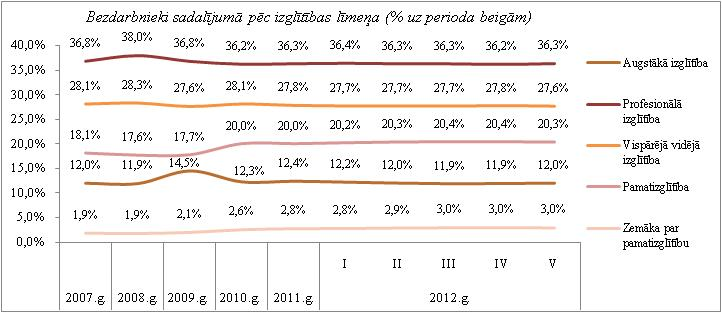 Bezdarbnieki sadalījumā pēc izglītības līmeņa (% uz perioda beigām)
40,0%
35,0%
30,0%
25,0%
20,0%
15,0%
10,0%
5,0%
0,0%
36,8% 38,0% 36,8% 36,2% 36,3% 36,4% 36,3% 36,3% 36,2% 36,3%
28,1% 28,3% 27,6% 28,1% 27,8% 27,7% 27,7% 27,7% 27,8% 27,6%
18,1% 17,6% 17,7% 20,0% 20,0% 20,2% 20,3% 20,4% 20,4% 20,3%
12,0% 11,9% 14,5% 12,3% 12,4% 12,2% 12,0% 11,9% 11,9% 12,0%
1,9% 1,9% 2,1% 2,6% 2,8% 2,8% 2,9% 3,0% 3,0% 3,0%
I II III IV V
2007.g. 2008.g. 2009.g. 2010.g. 2011.g. 2012.g.
Augstākā izglītība
Profesionālā
izglītība
Vispārējā vidējā
izglītība
Pamatizglītība
Zemāka par
pamatizglītību